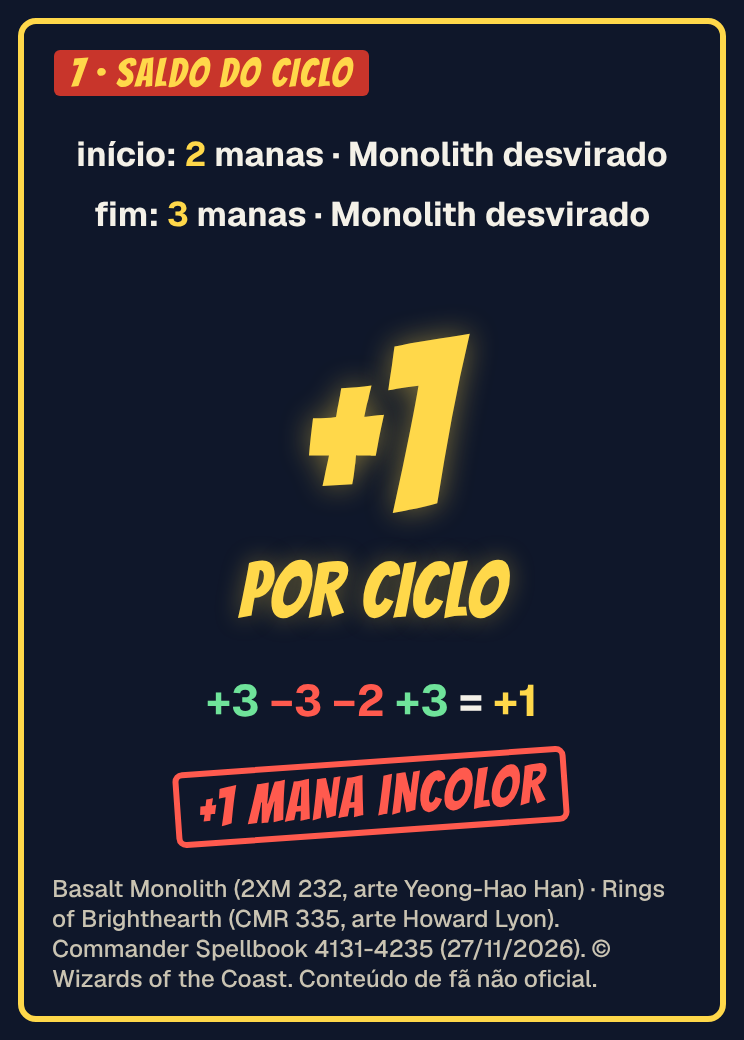 1 · SALDO DO CICLO
início: 2 manas · Monolith desvirado
fim: 3 manas · Monolith desvirado
+1
POR CICLO
+3 −3 −2 +3 = +1
+1 MANA INCOLOR
Basalt Monolith (2XM 232, arte Yeong-Hao Han) · Rings
of Brighthearth (CMR 335, arte Howard Lyon).
Commander Spellbook 4131-4235 (27/11/2026). ©
Wizards of the Coast. Conteúdo de fã não oficial.